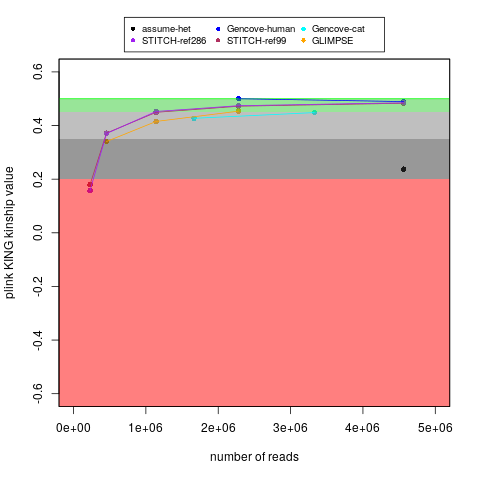 assume-het Gencove-human Gencove-cat
STITCH-ref286 STITCH-ref99 GLIMPSE
plink KING kinship value
0.6
0.4
0.2
0.0
-0.2
-0.4
-0.6
0e+00 1e+06 2e+06 3e+06 4e+06 5e+06
number of reads